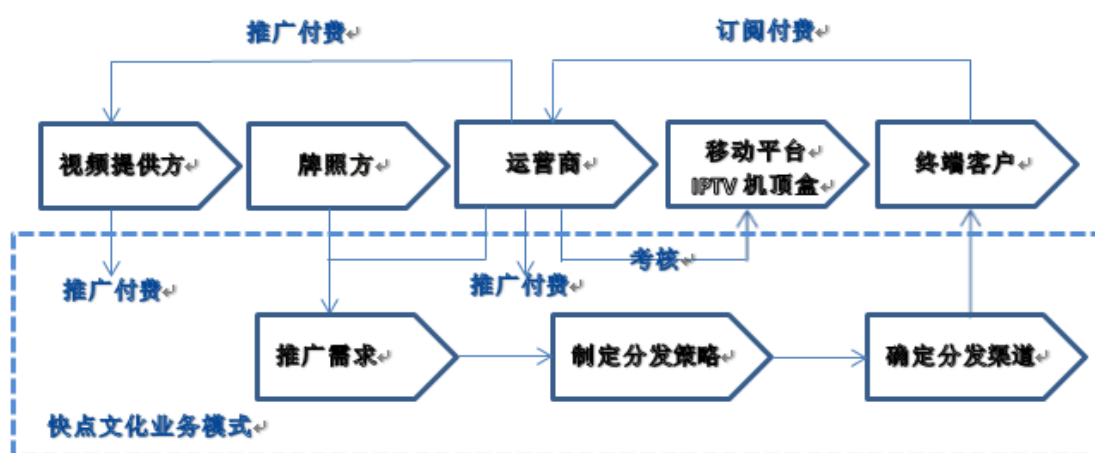 推广付费
订阅付费
视频提供方
牌照方
运营商
移动平台
IPTV 机顶盒
终端客户
推广付费
推广付费
考核
推广需求
制定分发策略
确定分发渠道
快点文化业务模式